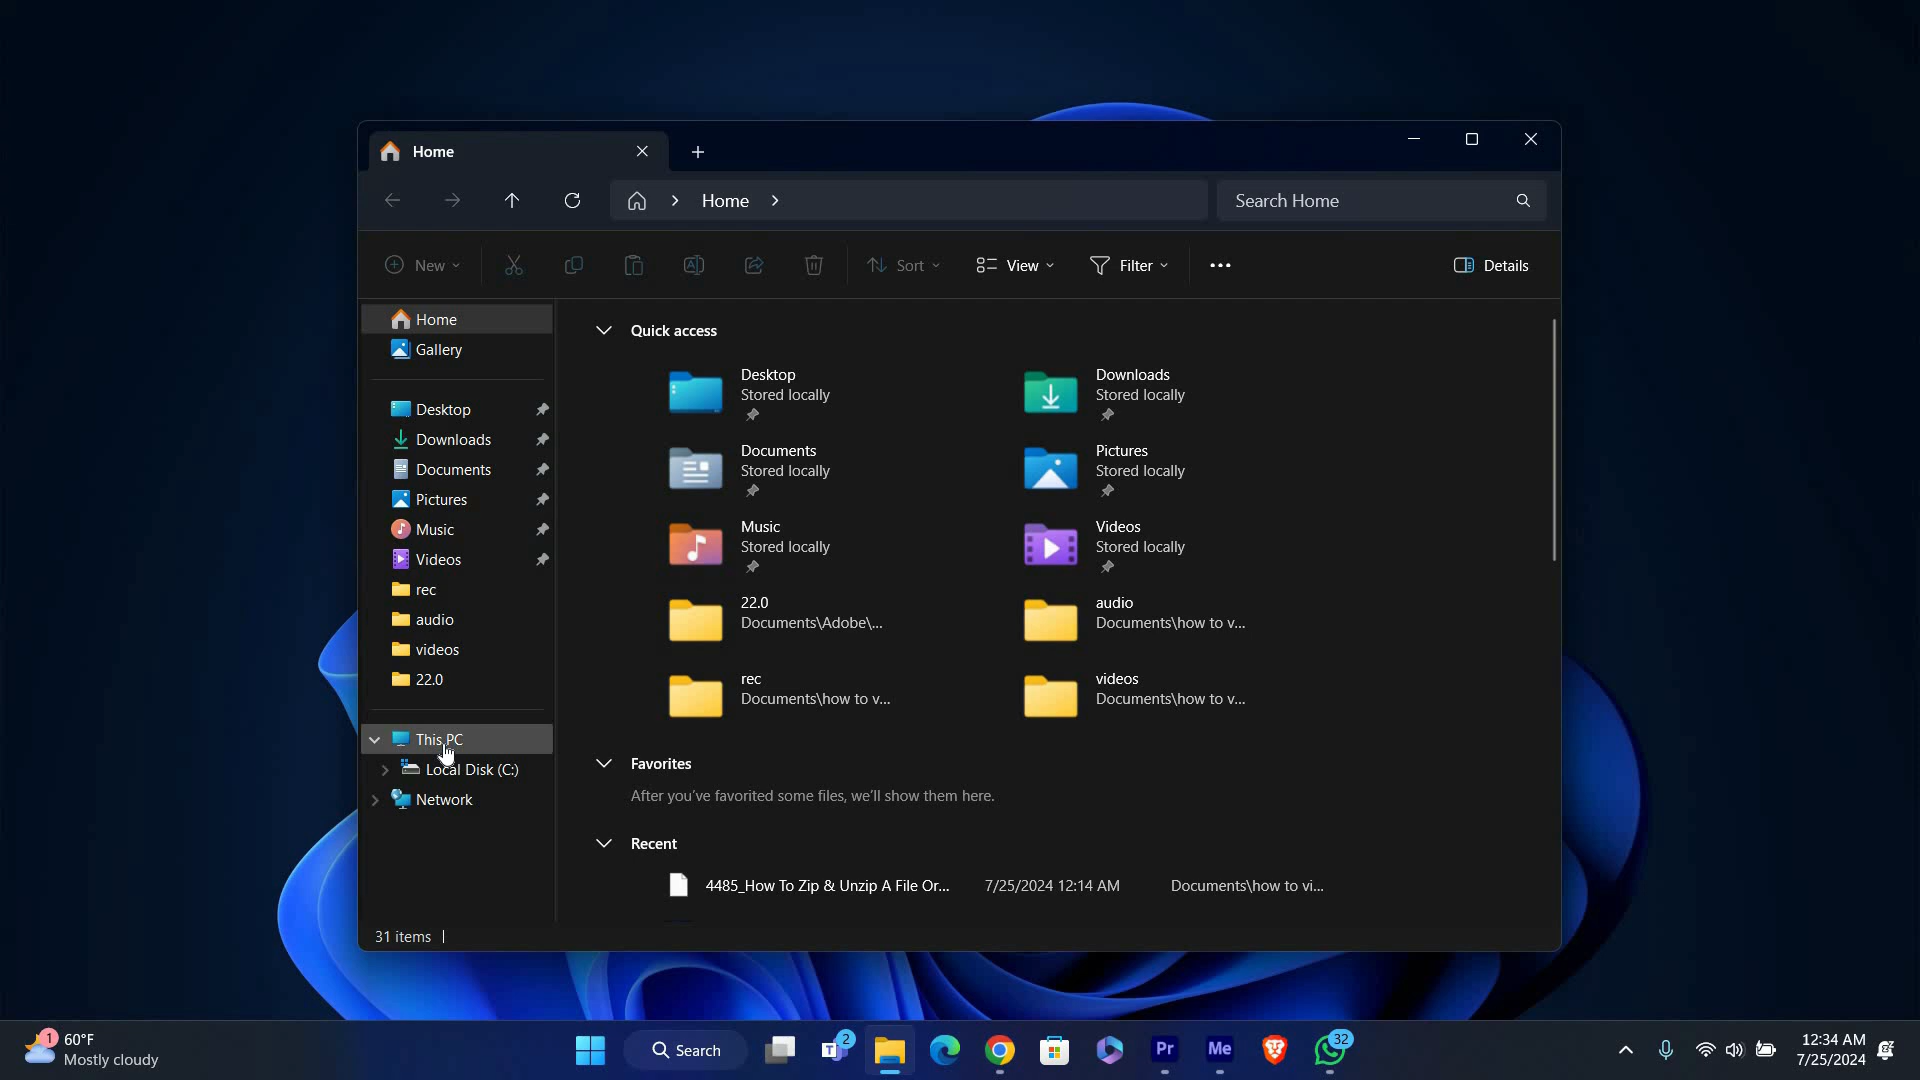 Home
Home
Search Home
New
Sort
View
Filter
Details
Home
Gallery
Desktop
Downloads
Documents
Pictures
Music
Videos
rec
audio
videos
22.0
This PC
Local Disk (C:)
Network
Quick access
Desktop
Stored locally
Downloads
Stored locally
Documents
Stored locally
Pictures
Stored locally
Music
Stored locally
Videos
Stored locally
22.0
Documents\Adobe\...
audio
Documents\how to v...
rec
Documents\how to v...
videos
Documents\how to v...
Favorites
After you've favorited some files, we'll show them here.
Recent
4485_How To Zip & Unzip A File Or... 7/25/2024 12:14 AM Documents\how to vi...
31 items
1
60°F
Mostly cloudy
Search
T
2
Pr
Me
32
12:34 AM
7/25/2024